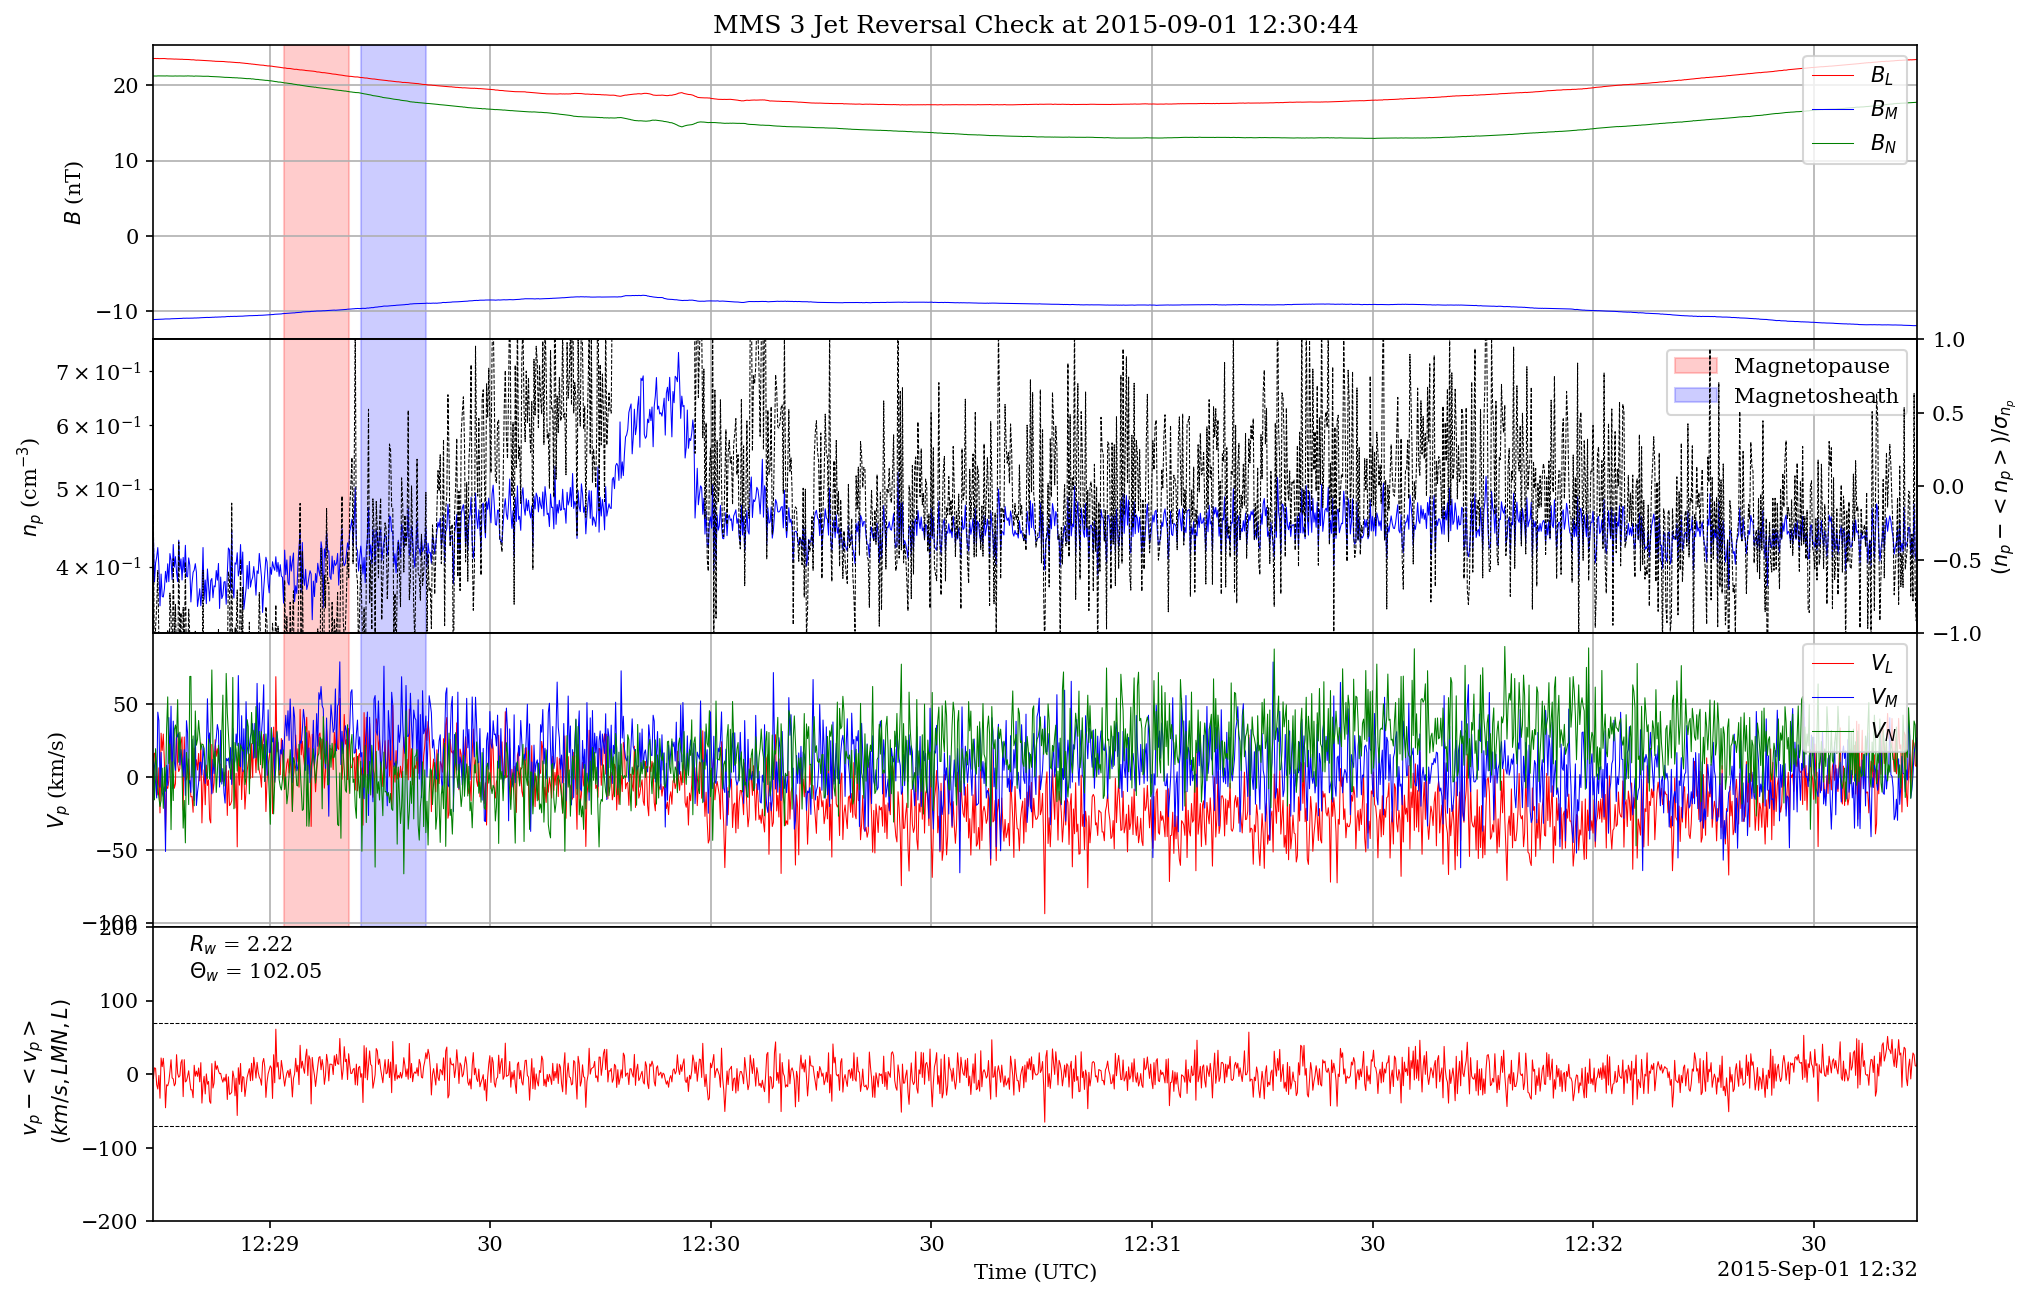 MMS 3 Jet Reversal Check at 2015-09-01 12:30:44
B (nT)
20
10
0
−10
B_L
B_M
B_N
n_p (cm^{−3})
7 × 10^{−1}
6 × 10^{−1}
5 × 10^{−1}
4 × 10^{−1}
Magnetopause
Magnetosheath
1.0
0.5
0.0
−0.5
−1.0
(n_p − < n_p >)/σ_{n_p}
V_p (km/s)
50
0
−50
−100
V_L
V_M
V_N
v_p − < v_p >
(km/s, LMN, L)
200
100
0
−100
−200
R_w = 2.22
Θ_w = 102.05
12:29 30 12:30 30 12:31 30 12:32 30
Time (UTC)
2015-Sep-01 12:32